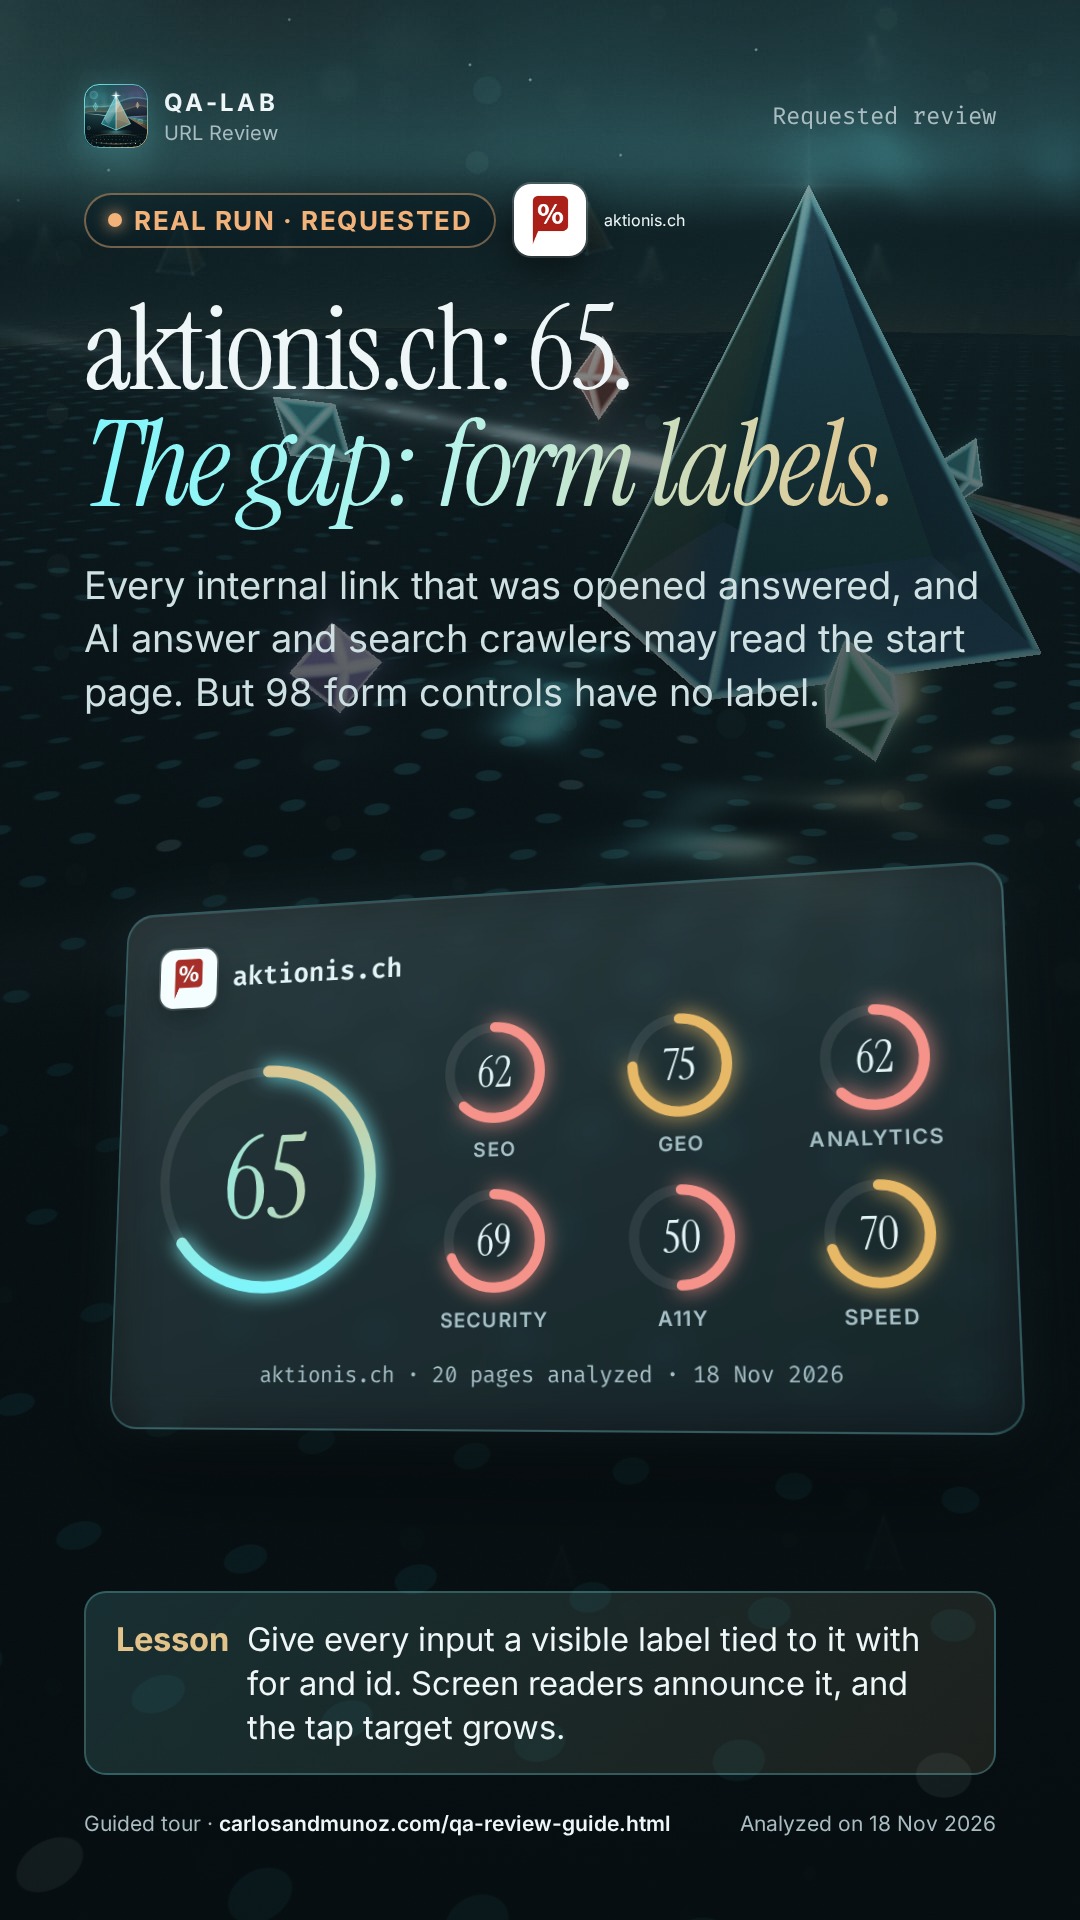 QA-LAB
URL Review
Requested review
REAL RUN · REQUESTED
%
aktionis.ch
aktionis.ch: 65.
The gap: form labels.
Every internal link that was opened answered, and
AI answer and search crawlers may read the start
page. But 98 form controls have no label.
%
aktionis.ch
65
62
SEO
75
GEO
62
ANALYTICS
69
SECURITY
50
A11Y
70
SPEED
aktionis.ch · 20 pages analyzed · 18 Nov 2026
Lesson Give every input a visible label tied to it with
for and id. Screen readers announce it, and
the tap target grows.
Guided tour · carlosandmunoz.com/qa-review-guide.html
Analyzed on 18 Nov 2026